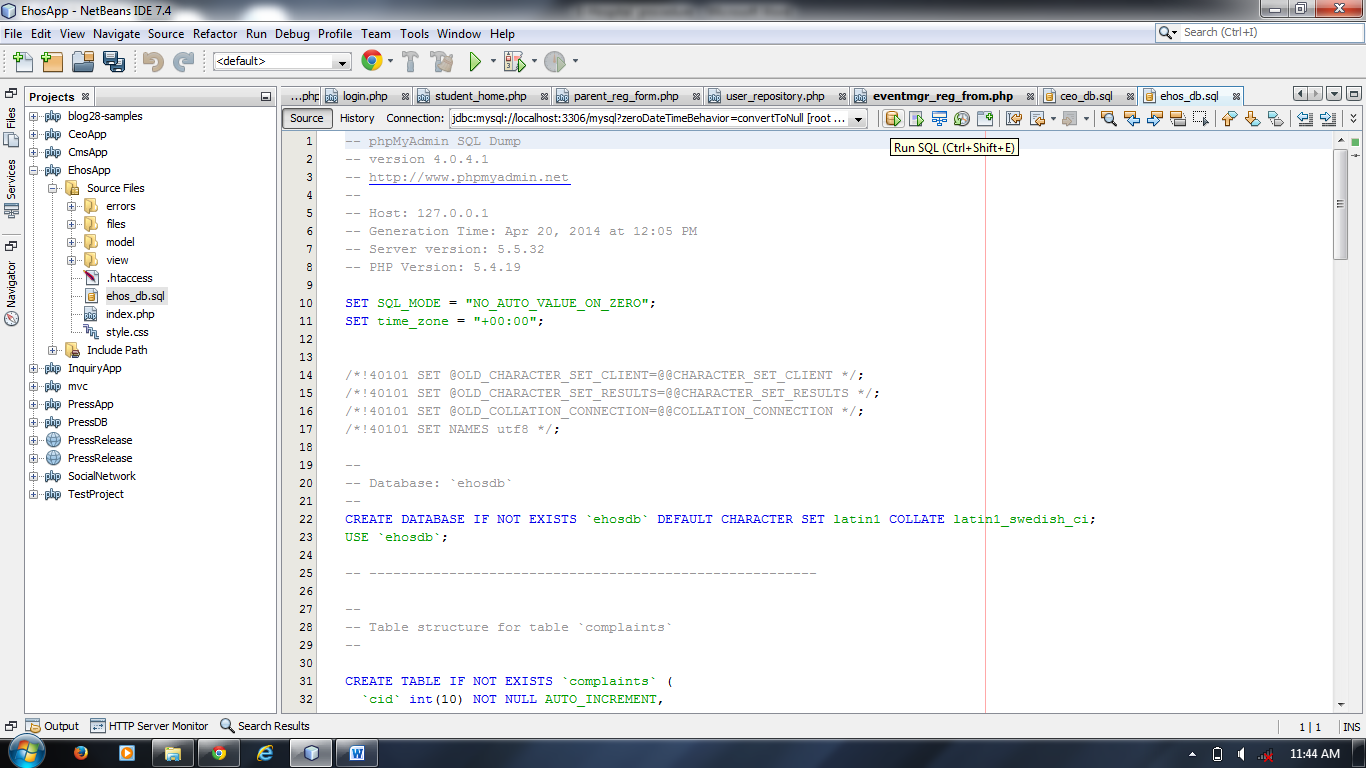 EhosApp - NetBeans IDE 7.4
File Edit View Navigate Source Refactor Run Debug Profile Team Tools Window Help
Search (Ctrl+I)
<default>
Files
Services
Navigator
Projects
blog28-samples
CeoApp
CmsApp
EhosApp
Source Files
errors
files
model
view
.htaccess
ehos_db.sql
index.php
style.css
Include Path
InquiryApp
mvc
PressApp
PressDB
PressRelease
PressRelease
SocialNetwork
TestProject
...php login.php student_home.php parent_reg_form.php user_repository.php eventmgr_reg_from.php ceo_db.sql ehos_db.sql
Source History Connection: jdbc:mysql://localhost:3306/mysql?zeroDateTimeBehavior=convertToNull [root ...
Run SQL (Ctrl+Shift+E)
1 -- phpMyAdmin SQL Dump
2 -- version 4.0.4.1
3 -- http://www.phpmyadmin.net
4 --
5 -- Host: 127.0.0.1
6 -- Generation Time: Apr 20, 2014 at 12:05 PM
7 -- Server version: 5.5.32
8 -- PHP Version: 5.4.19
9
10 SET SQL_MODE = "NO_AUTO_VALUE_ON_ZERO";
11 SET time_zone = "+00:00";
12
13
14 /*!40101 SET @OLD_CHARACTER_SET_CLIENT=@@CHARACTER_SET_CLIENT */;
15 /*!40101 SET @OLD_CHARACTER_SET_RESULTS=@@CHARACTER_SET_RESULTS */;
16 /*!40101 SET @OLD_COLLATION_CONNECTION=@@COLLATION_CONNECTION */;
17 /*!40101 SET NAMES utf8 */;
18
19 --
20 -- Database: `ehosdb`
21 --
22 CREATE DATABASE IF NOT EXISTS `ehosdb` DEFAULT CHARACTER SET latin1 COLLATE latin1_swedish_ci;
23 USE `ehosdb`;
24
25 -- --------------------------------------------------------
26
27 --
28 -- Table structure for table `complaints`
29 --
30
31 CREATE TABLE IF NOT EXISTS `complaints` (
32 `cid` int(10) NOT NULL AUTO_INCREMENT,
Output HTTP Server Monitor Search Results
1 | 1 INS
11:44 AM